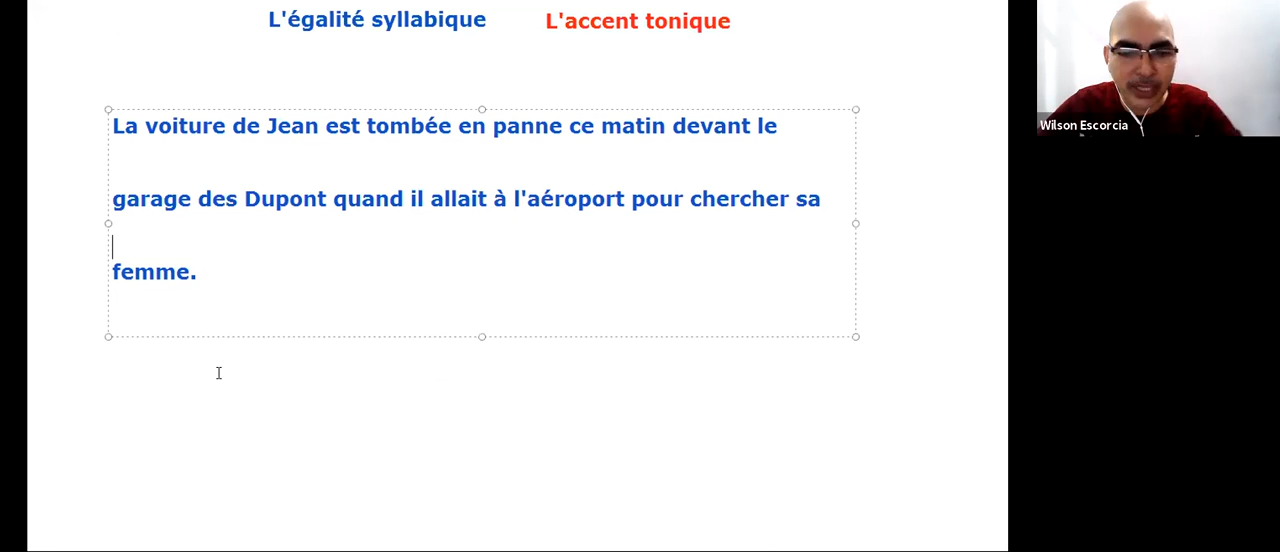 L'égalité syllabique L'accent tonique
La voiture de Jean est tombée en panne ce matin devant le
garage des Dupont quand il allait à l'aéroport pour chercher sa
femme.
Wilson Escorcia